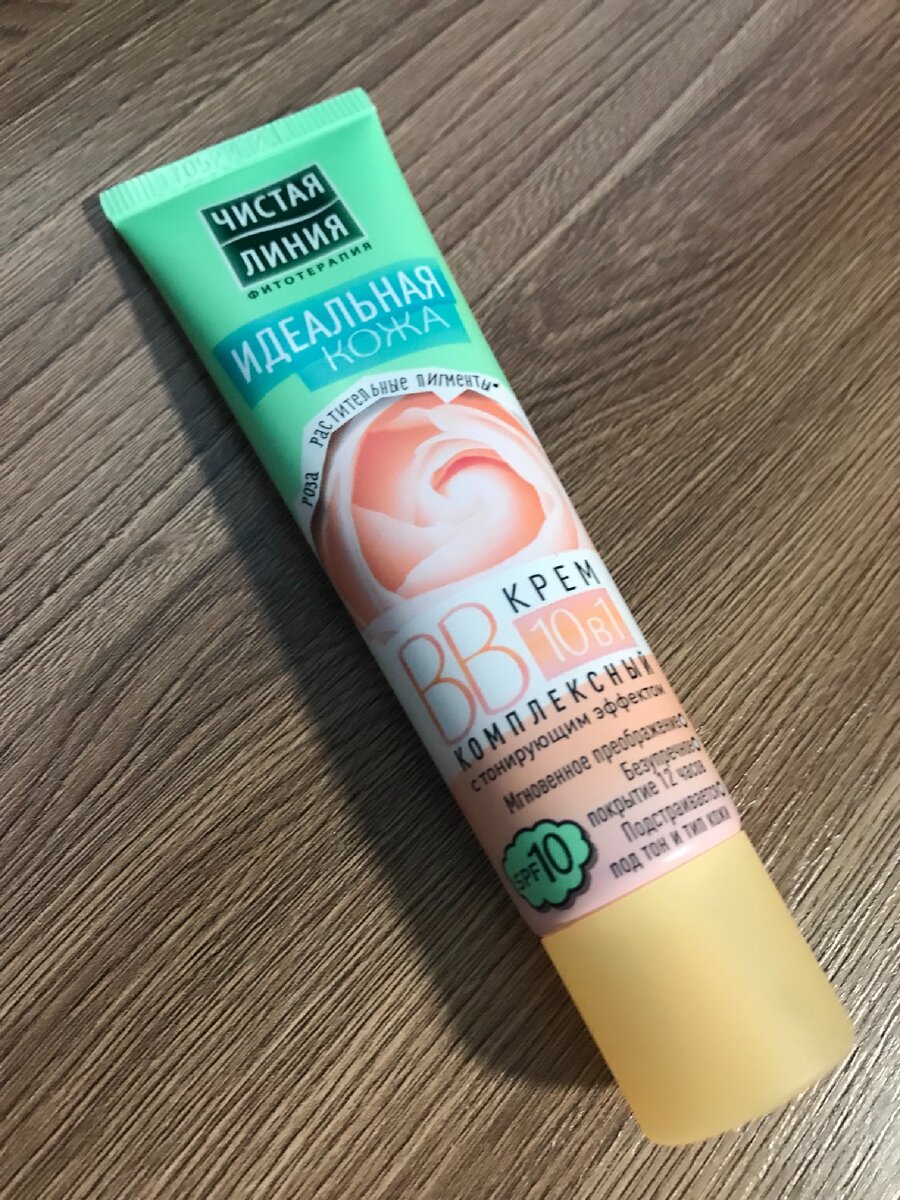 ЧИСТАЯ
ЛИНИЯ
ФИТОТЕРАПИЯ
ИДЕАЛЬНАЯ
КОЖА
РОЗА РАСТИТЕЛЬНЫЕ ПИГМЕНТЫ*
BB КРЕМ
10в1
КОМПЛЕКСНЫЙ
с тонирующим эффектом
Мгновенное преображение
Безупречное
покрытие 12 часов
Подстраивается
под тон и тип кожи
SPF10